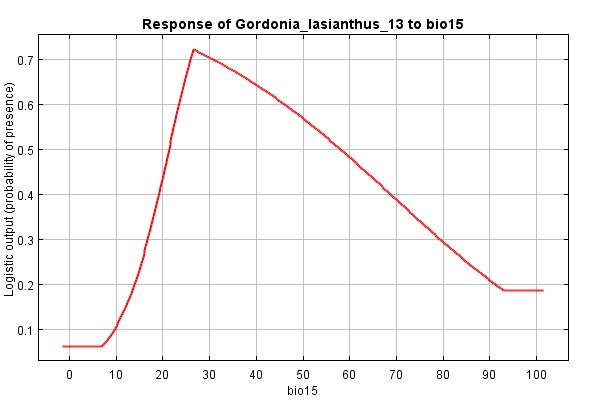 Response of Gordonia_lasianthus_13 to bio15
Logistic output (probability of presence)
0.7
0.6
0.5
0.4
0.3
0.2
0.1
0 10 20 30 40 50 60 70 80 90 100
bio15